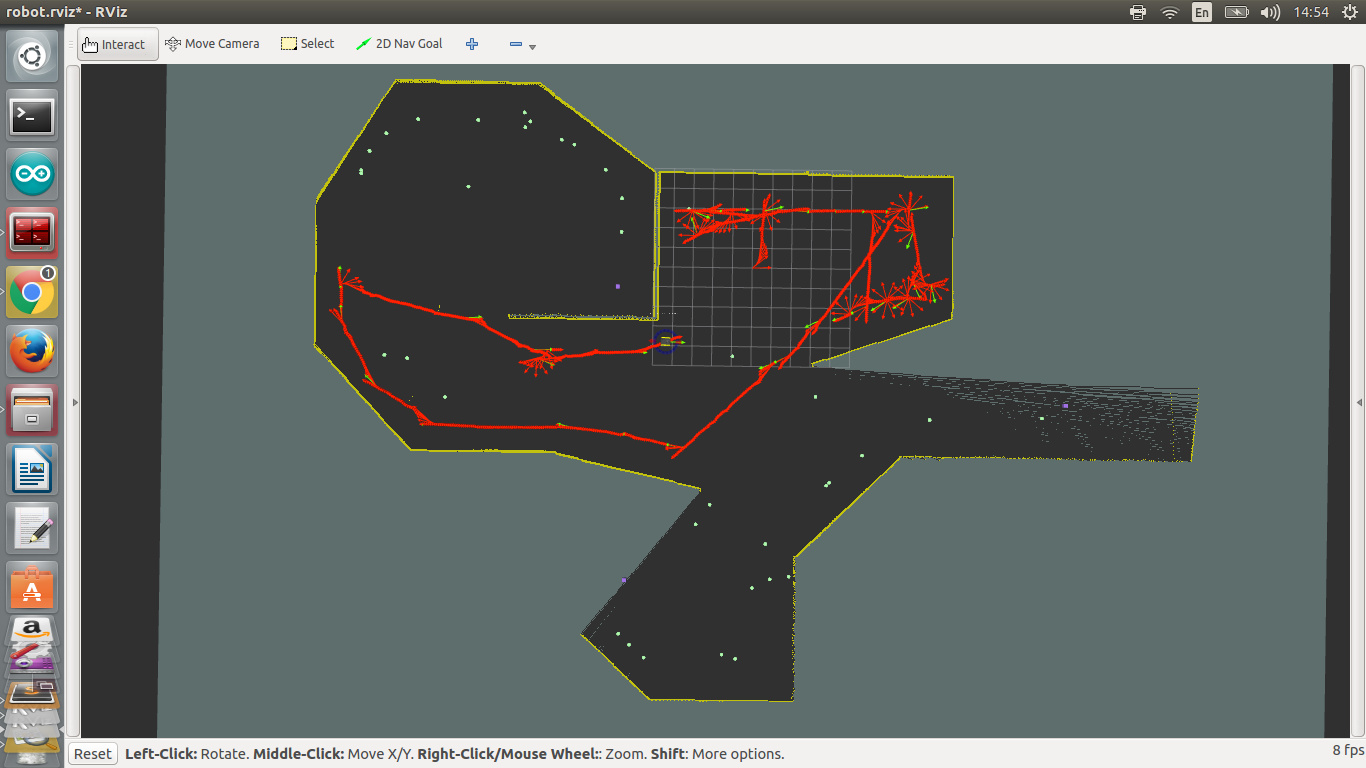 robot.rviz* - RViz
En
14:54
Interact
Move Camera
Select
2D Nav Goal
1
a
Reset
Left-Click: Rotate. Middle-Click: Move X/Y. Right-Click/Mouse Wheel:: Zoom. Shift: More options.
8 fps